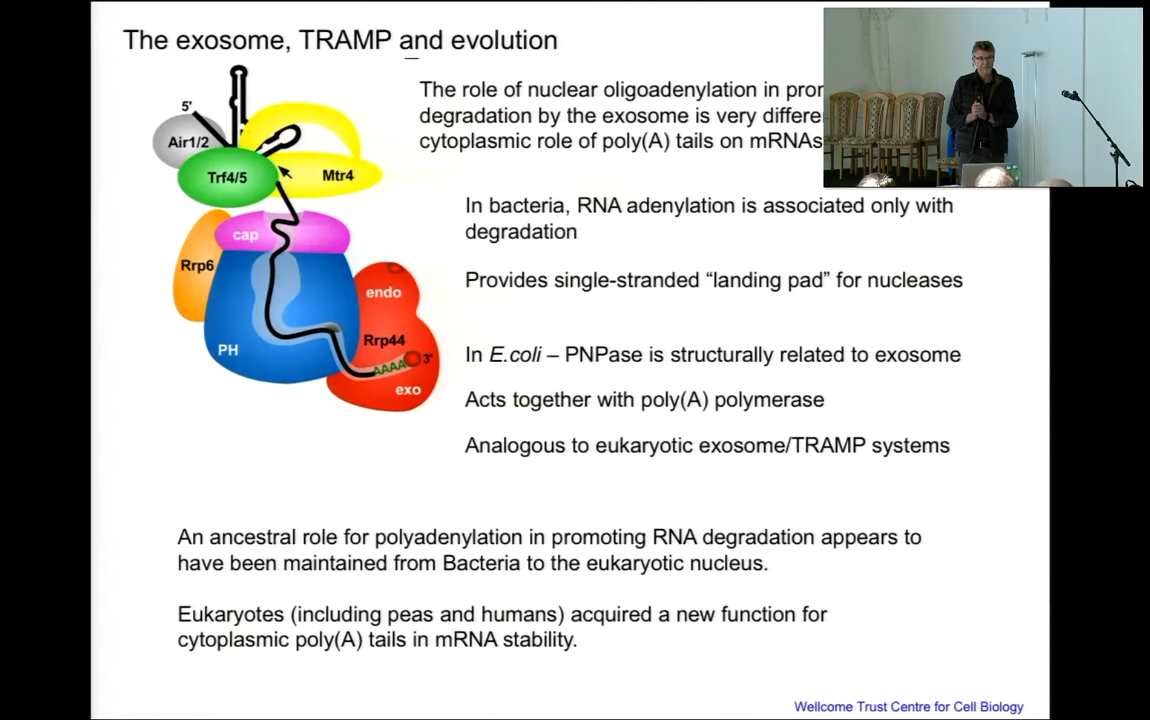 The exosome, TRAMP and evolution
The role of nuclear oligoadenylation in
degradation by the exosome is very
cytoplasmic role of poly(A) tails on mRNAs
5'
Air1/2
Trf4/5
Mtr4
cap
Rrp6
endo
Rrp44
PH
AAAA
3'
exo
In bacteria, RNA adenylation is associated only with
degradation
Provides single-stranded “landing pad” for nucleases
In E.coli – PNPase is structurally related to exosome
Acts together with poly(A) polymerase
Analogous to eukaryotic exosome/TRAMP systems
An ancestral role for polyadenylation in promoting RNA degradation appears to
have been maintained from Bacteria to the eukaryotic nucleus.
Eukaryotes (including peas and humans) acquired a new function for
cytoplasmic poly(A) tails in mRNA stability.
Wellcome Trust Centre for Cell Biology